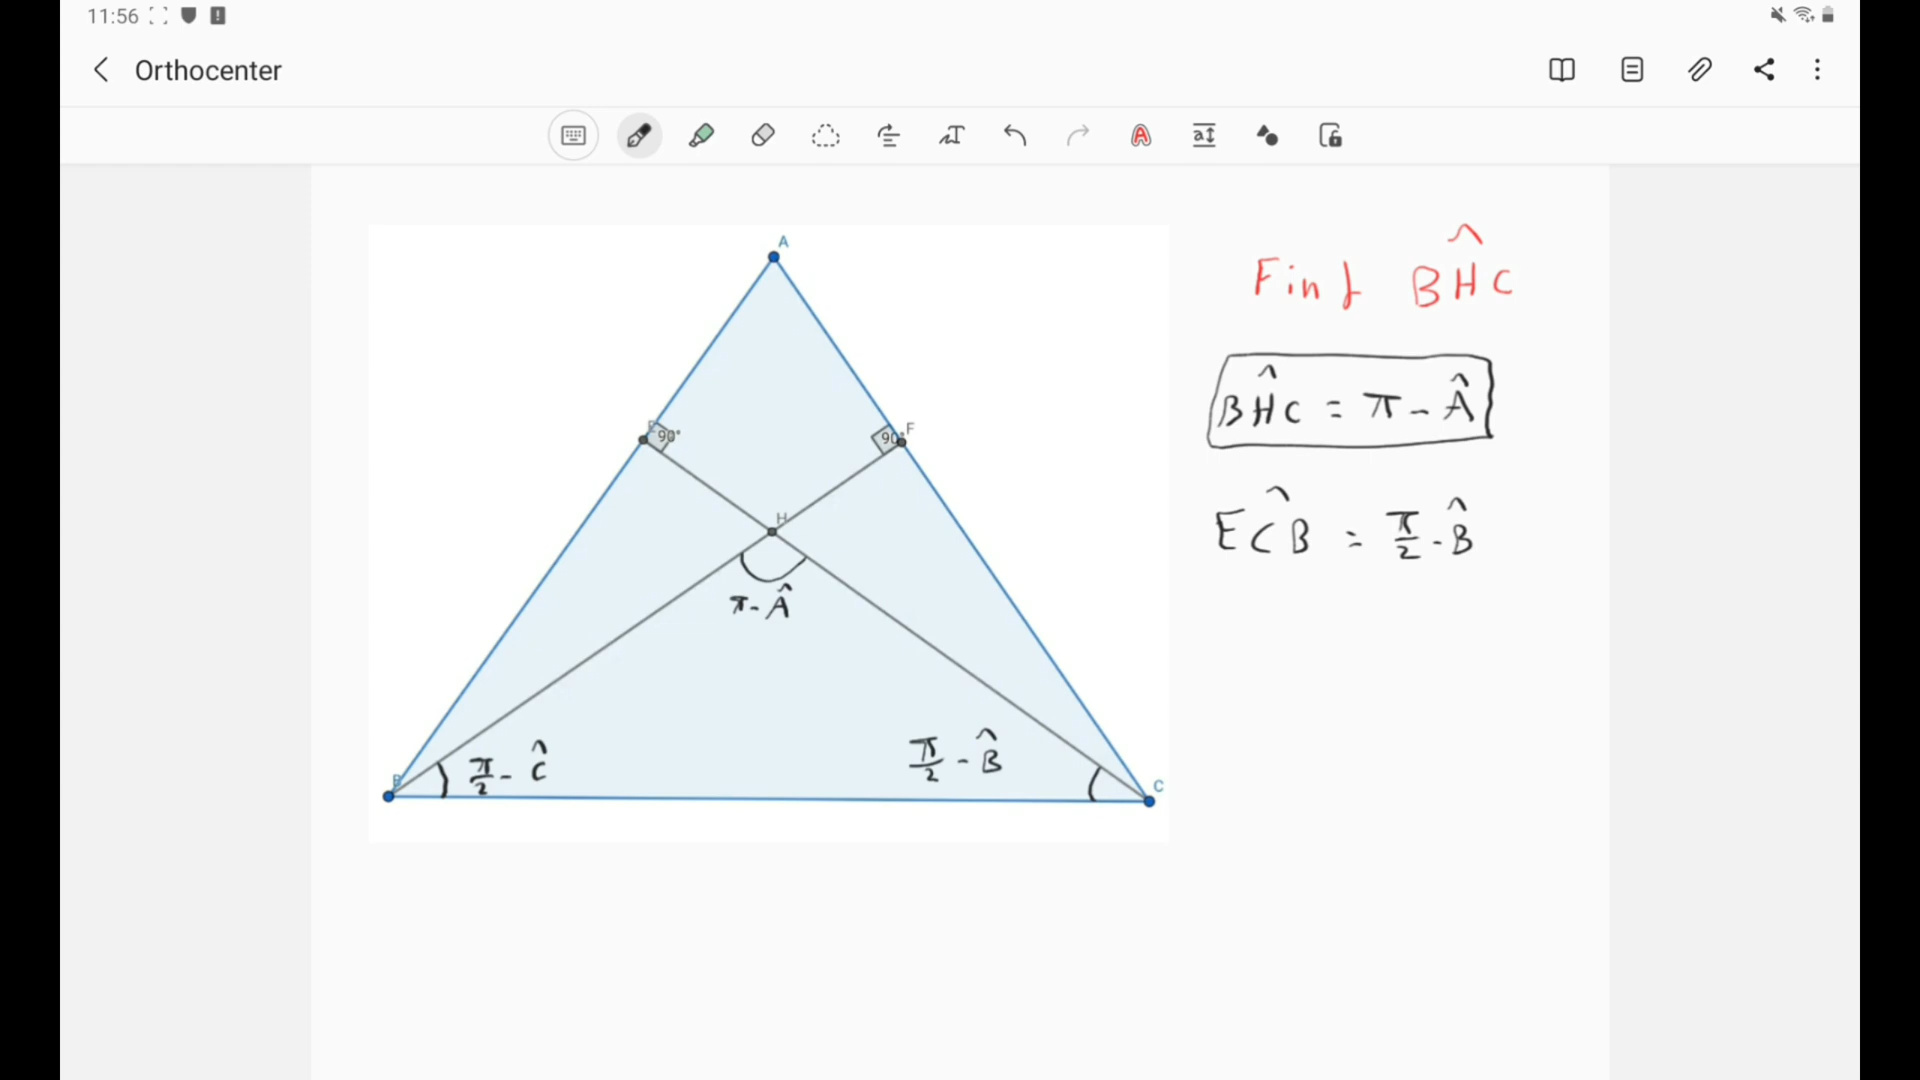 11:56
Orthocenter
A
Find BĤC
BĤC = π - Â
E
90°
90°
F
EĈB = π/2 - B̂
H
π - Â
B
π/2 - Ĉ
π/2 - B̂
C